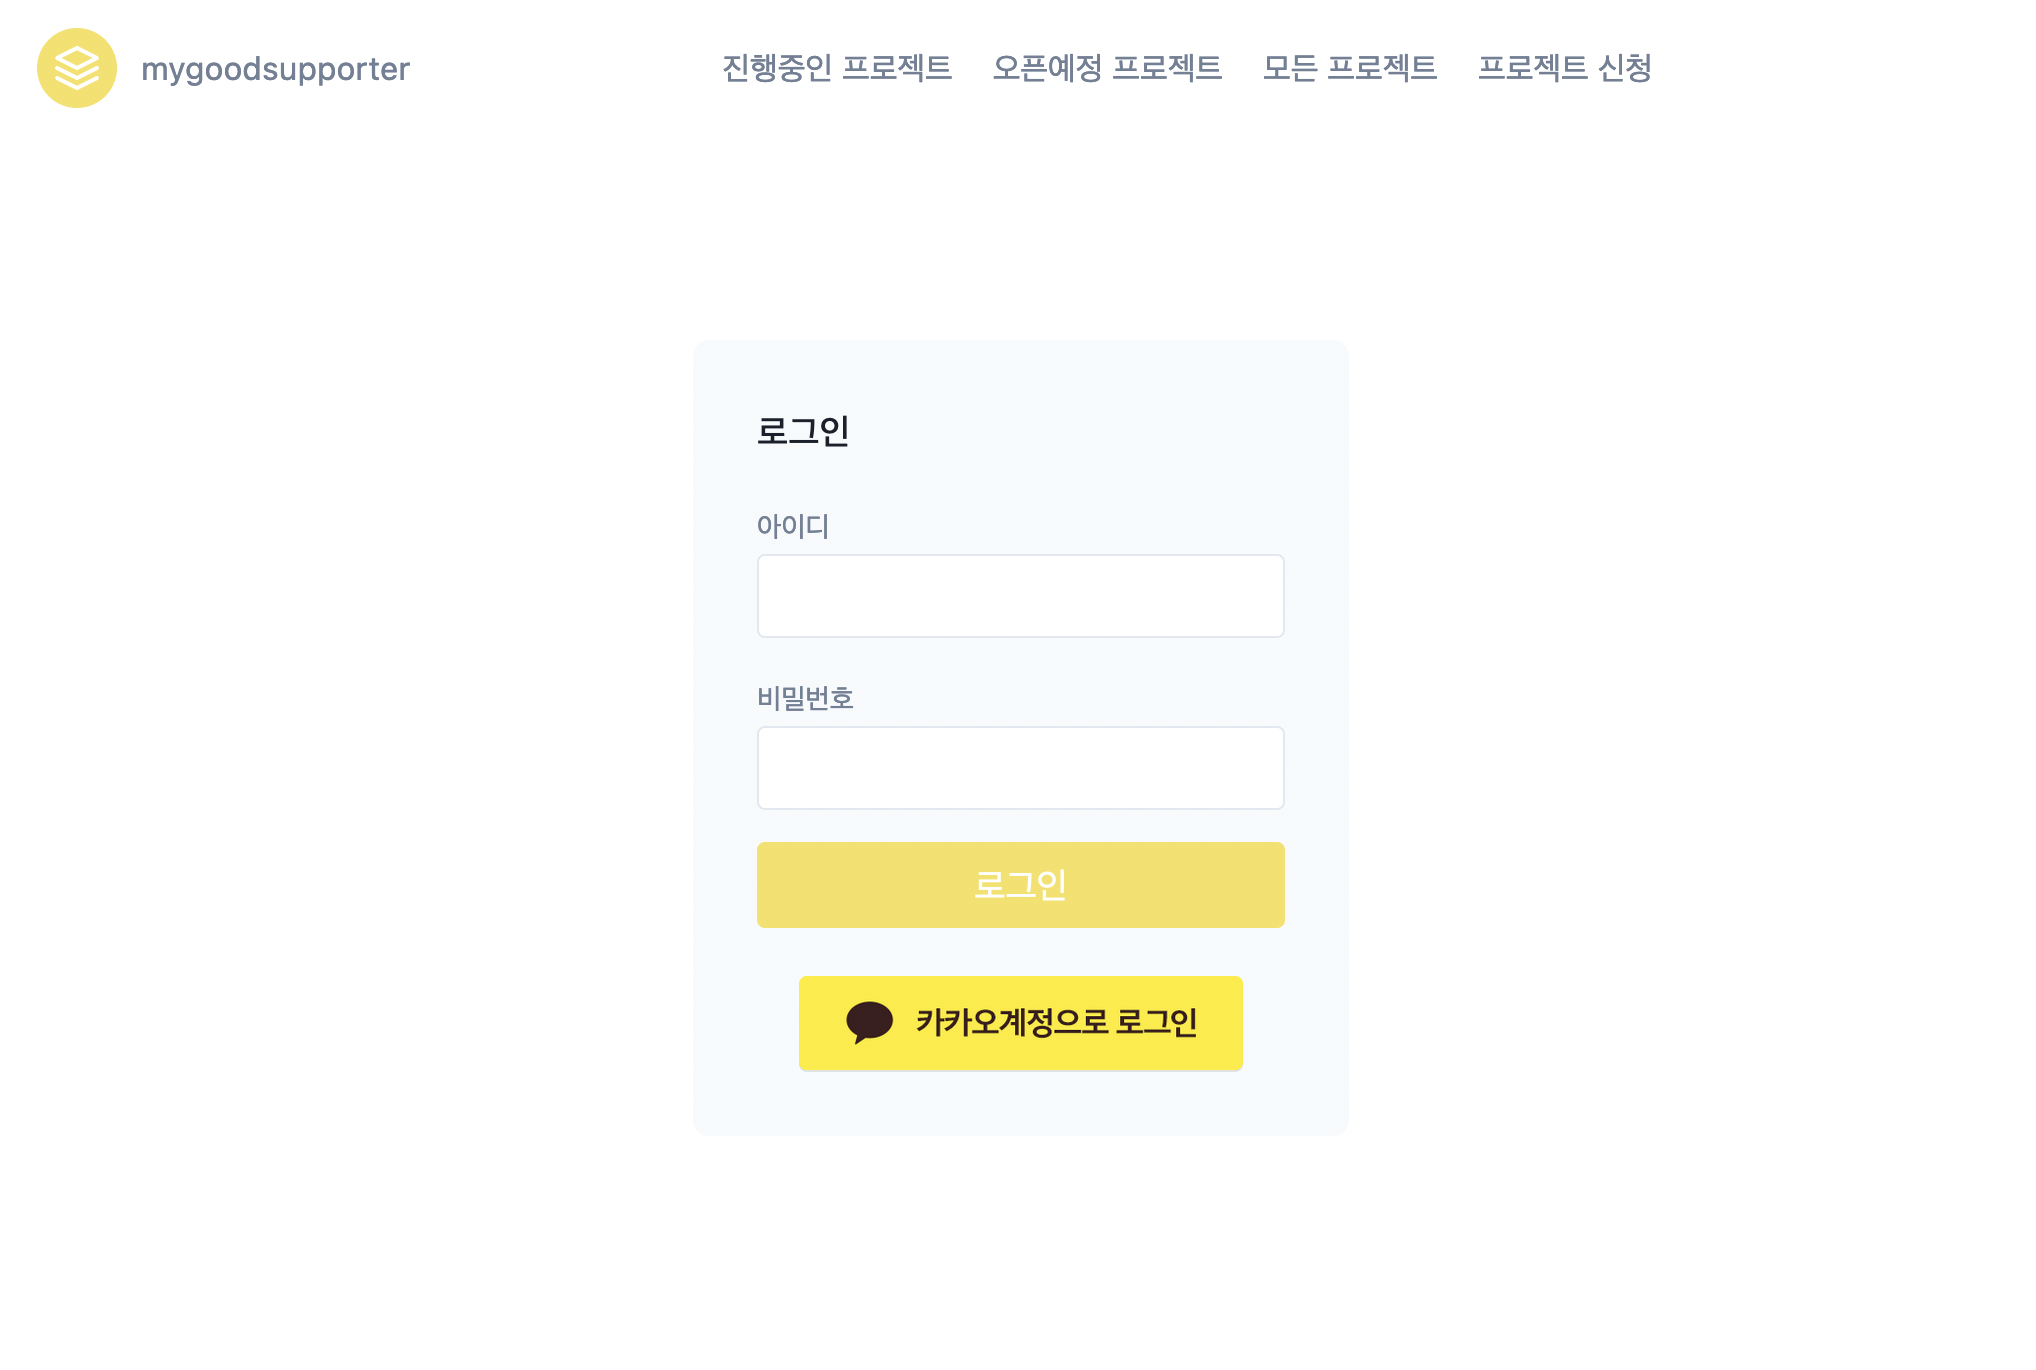 mygoodsupporter
진행중인 프로젝트 오픈예정 프로젝트 모든 프로젝트 프로젝트 신청
로그인
아이디
비밀번호
로그인
카카오계정으로 로그인